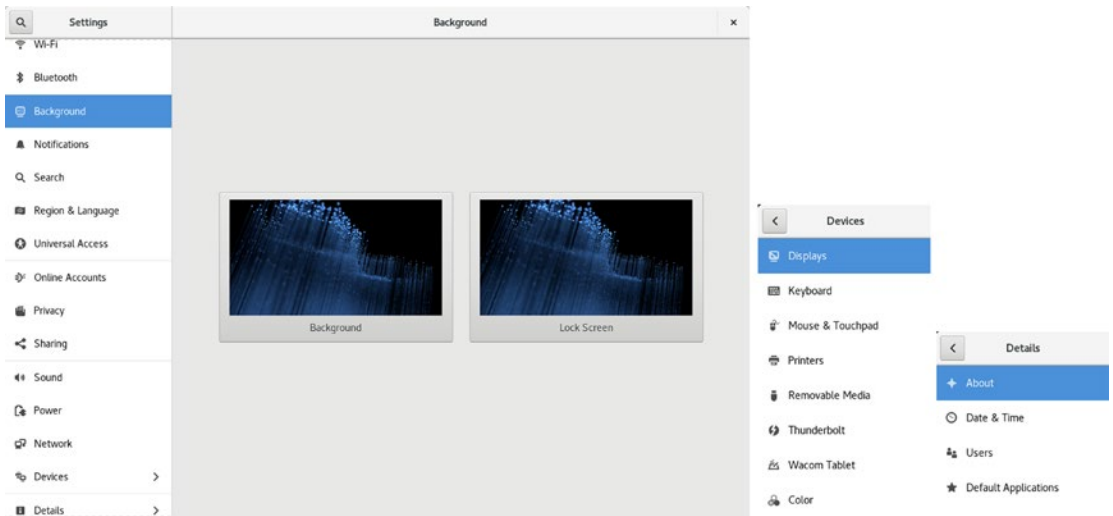 Settings
Background
Wi-Fi
Bluetooth
Background
Notifications
Search
Region & Language
Universal Access
Online Accounts
Privacy
Sharing
Sound
Power
Network
Devices
Details
Background
Lock Screen
Devices
Displays
Keyboard
Mouse & Touchpad
Printers
Removable Media
Thunderbolt
Wacom Tablet
Color
Details
About
Date & Time
Users
Default Applications